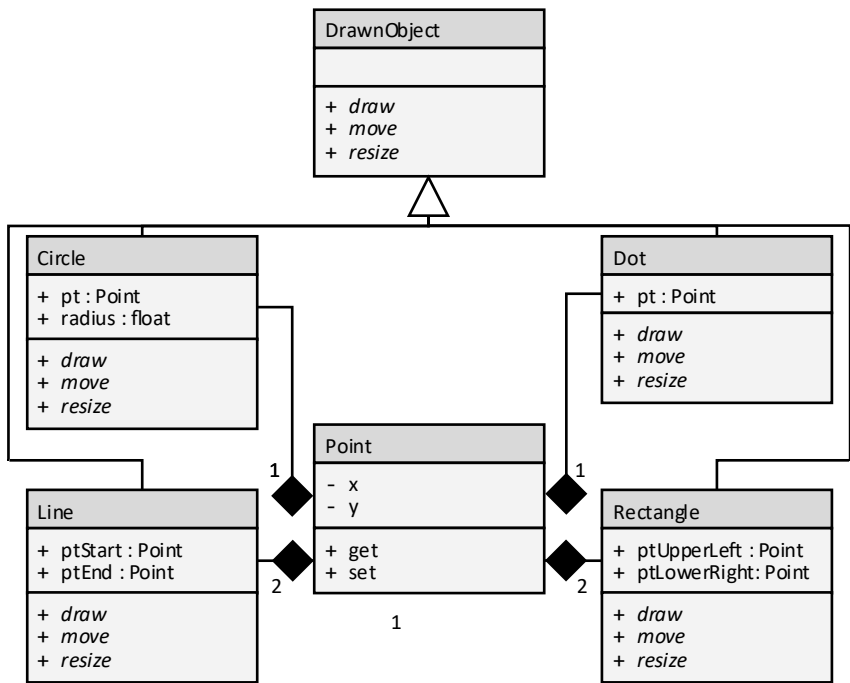 DrawnObject
+ draw
+ move
+ resize
Circle
+ pt : Point
+ radius : float
+ draw
+ move
+ resize
Dot
+ pt : Point
+ draw
+ move
+ resize
1
Point
- x
- y
+ get
+ set
1
Line
+ ptStart : Point
+ ptEnd : Point
+ draw
+ move
+ resize
2
1
2
Rectangle
+ ptUpperLeft : Point
+ ptLowerRight: Point
+ draw
+ move
+ resize